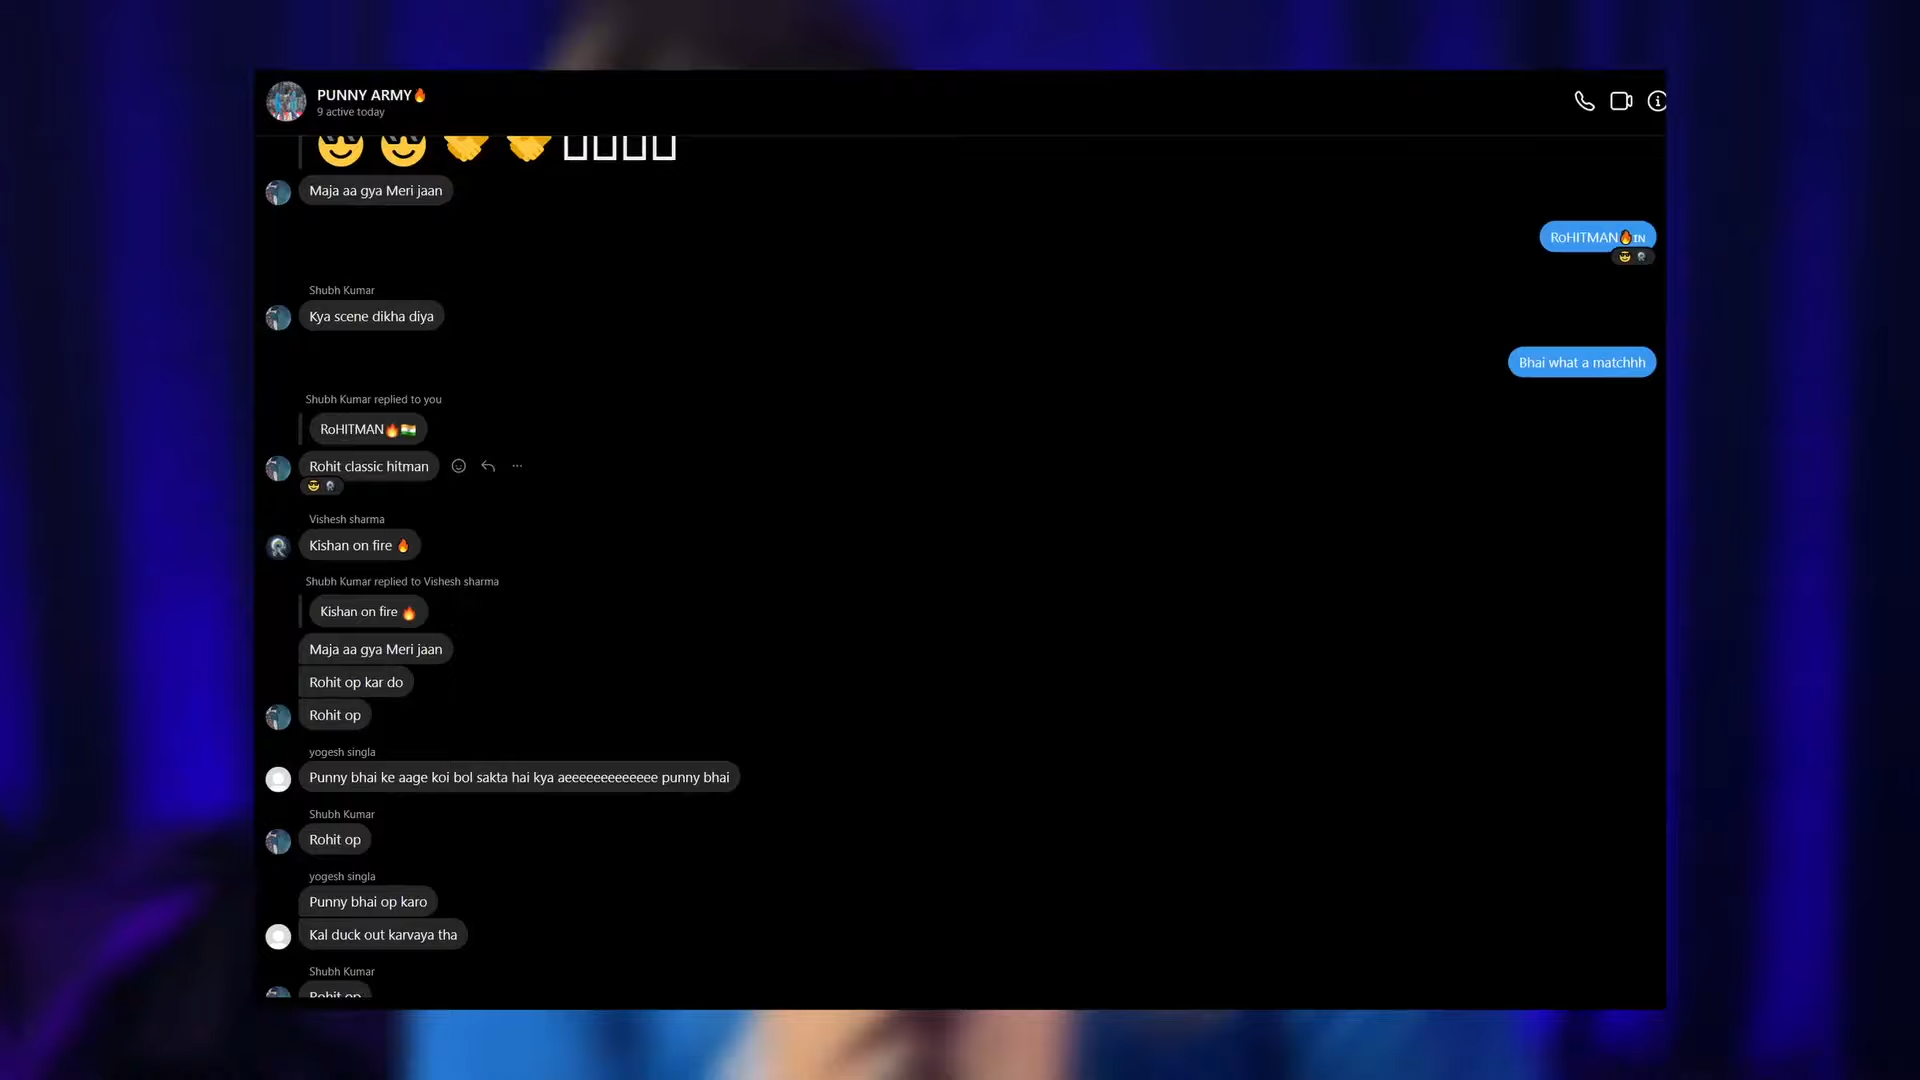 PUNNY ARMY🔥
9 active today
Maja aa gya Meri jaan
RoHITMAN🔥IN
Shubh Kumar
Kya scene dikha diya
Bhai what a matchhh
Shubh Kumar replied to you
RoHITMAN🔥🇮🇳
Rohit classic hitman
Vishesh sharma
Kishan on fire 🔥
Shubh Kumar replied to Vishesh sharma
Kishan on fire 🔥
Maja aa gya Meri jaan
Rohit op kar do
Rohit op
yogesh singla
Punny bhai ke aage koi bol sakta hai kya aeeeeeeeeeeeee punny bhai
Shubh Kumar
Rohit op
yogesh singla
Punny bhai op karo
Kal duck out karvaya tha
Shubh Kumar
Rohit op